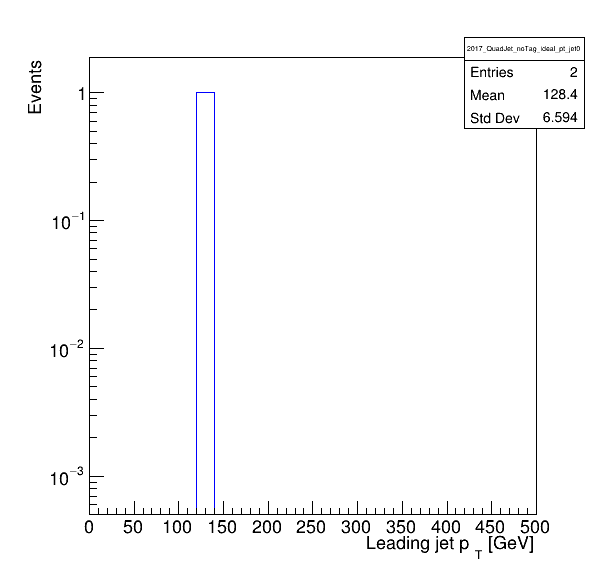 2017_QuadJet_noTag_ideal_pt_jet0
Entries 2
Mean 128.4
Std Dev 6.594
Events
1
10⁻¹
10⁻²
10⁻³
0 50 100 150 200 250 300 350 400 450 500
Leading jet p_T [GeV]